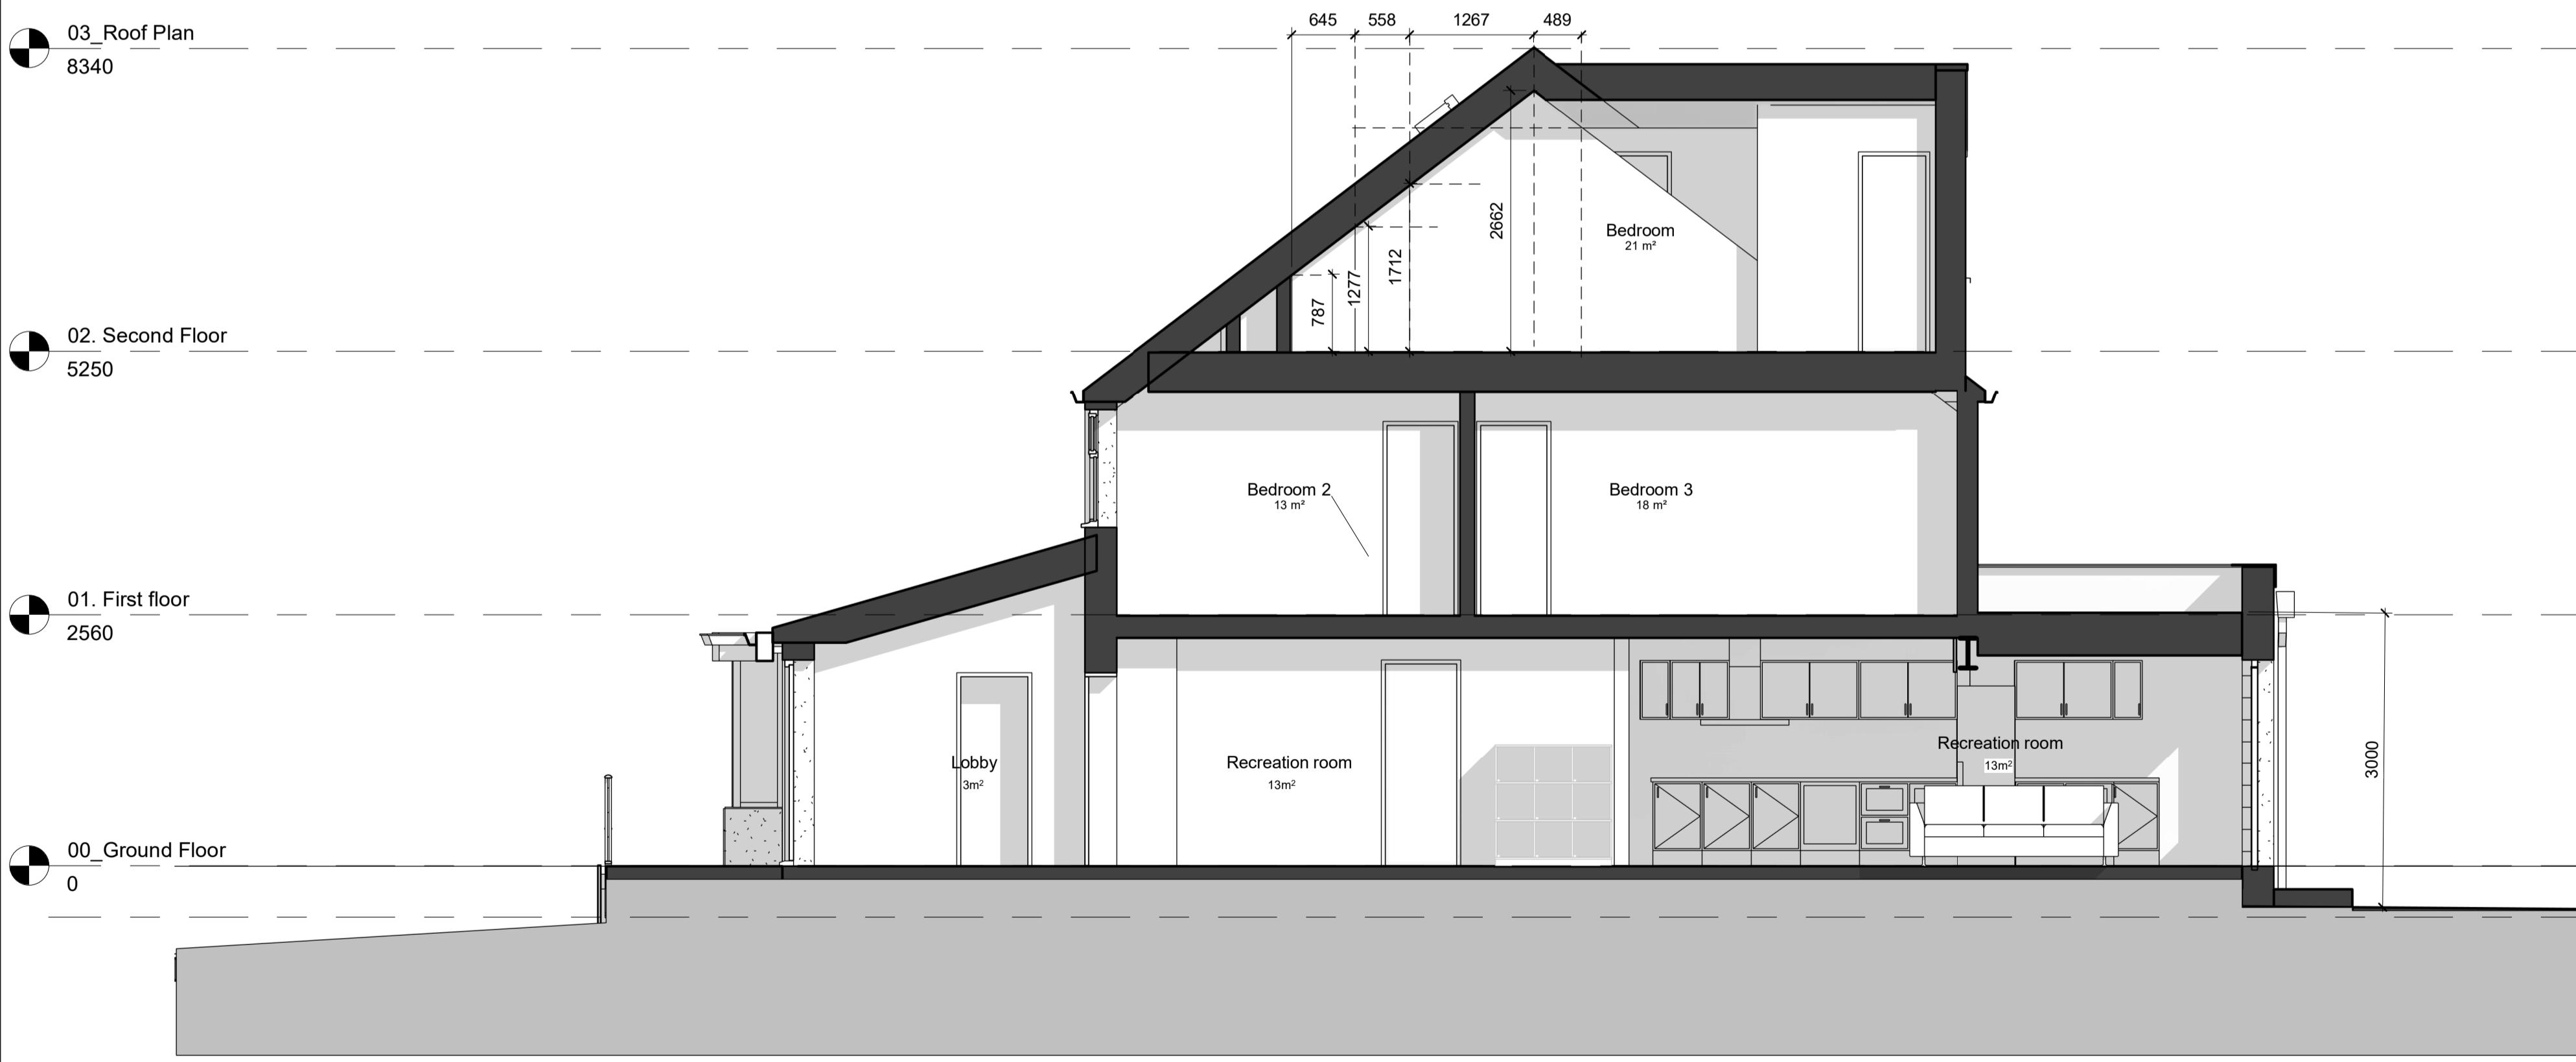 645 558 1267 489
03_Roof Plan
8340
2662
Bedroom
21 m²
1712
1277
787
02. Second Floor
5250
Bedroom 2
13 m²
Bedroom 3
18 m²
01. First floor
2560
Recreation room
13m²
Lobby
3m²
Recreation room
13m²
3000
00_Ground Floor
0